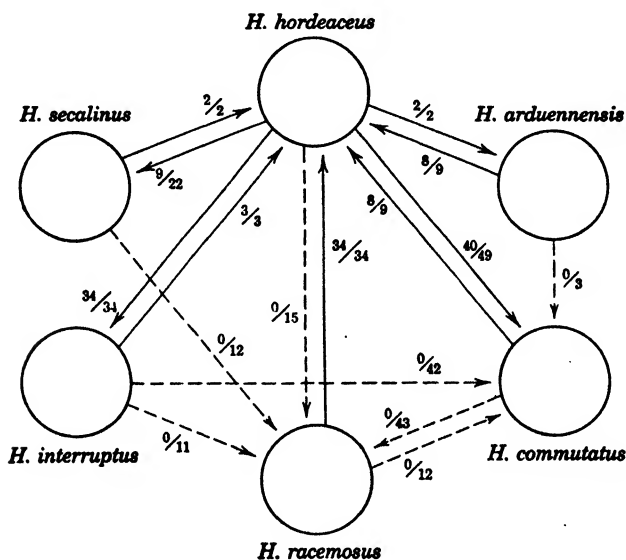 H. hordeaceus
H. secalinus
H. arduennensis
2/2
2/2
9/22
8/9
3/3
8/9
34/34
34/34
40/49
0/15
0/12
0/3
0/42
0/43
0/11
0/12
H. interruptus
H. commutatus
H. racemosus